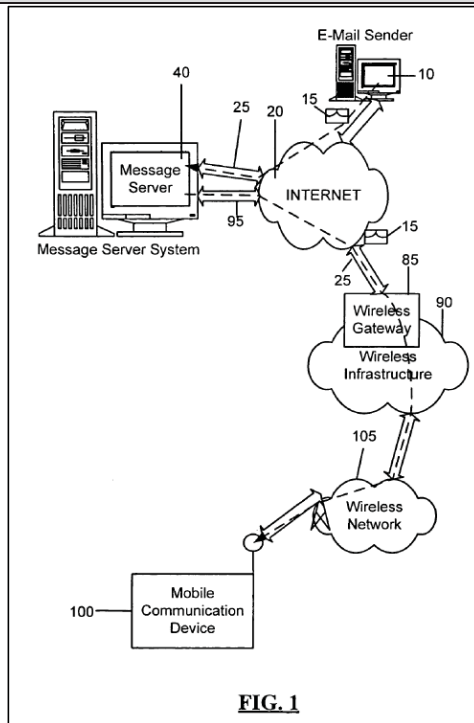 E-Mail Sender
10
40
15
25
20
Message
Server
INTERNET
95
15
Message Server System
25
85
90
Wireless
Gateway
Wireless
Infrastructure
105
Wireless
Network
Mobile
Communication
Device
100
FIG. 1